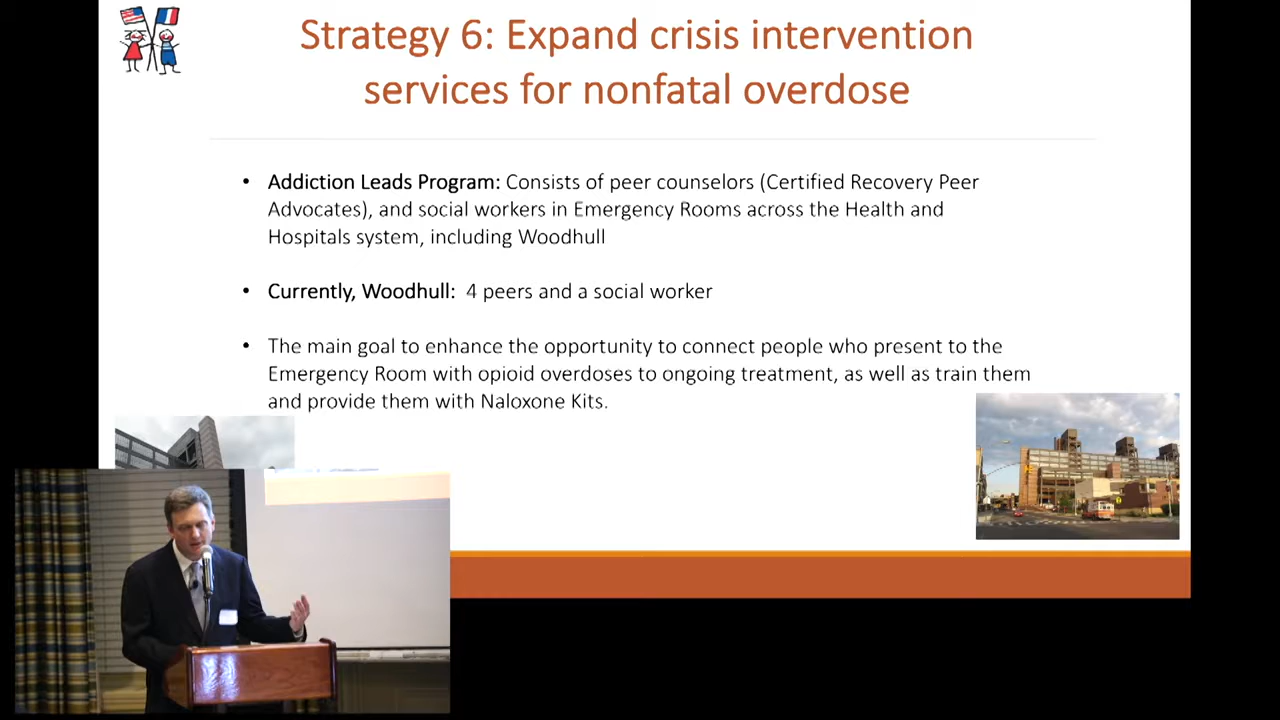 Strategy 6: Expand crisis intervention
services for nonfatal overdose
• Addiction Leads Program: Consists of peer counselors (Certified Recovery Peer
Advocates), and social workers in Emergency Rooms across the Health and
Hospitals system, including Woodhull
• Currently, Woodhull: 4 peers and a social worker
• The main goal to enhance the opportunity to connect people who present to the
Emergency Room with opioid overdoses to ongoing treatment, as well as train them
and provide them with Naloxone Kits.